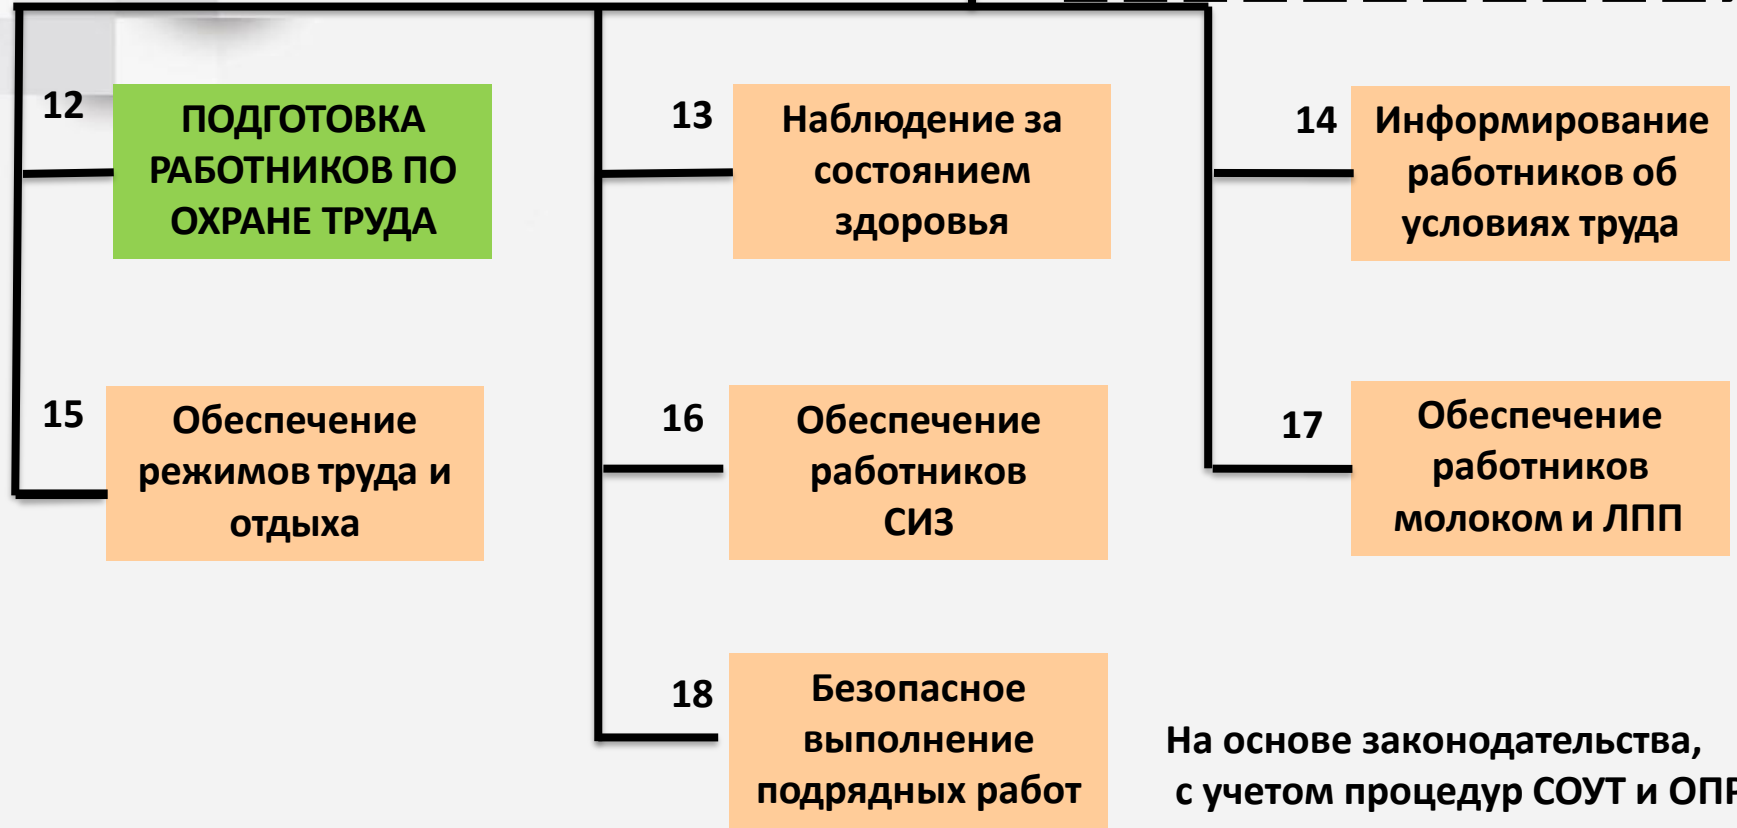 12
ПОДГОТОВКА
РАБОТНИКОВ ПО
ОХРАНЕ ТРУДА
13
Наблюдение за
состоянием
здоровья
14
Информирование
работников об
условиях труда
15
Обеспечение
режимов труда и
отдыха
16
Обеспечение
работников
СИЗ
17
Обеспечение
работников
молоком и ЛПП
18
Безопасное
выполнение
подрядных работ
На основе законодательства,
с учетом процедур СОУТ и ОПР